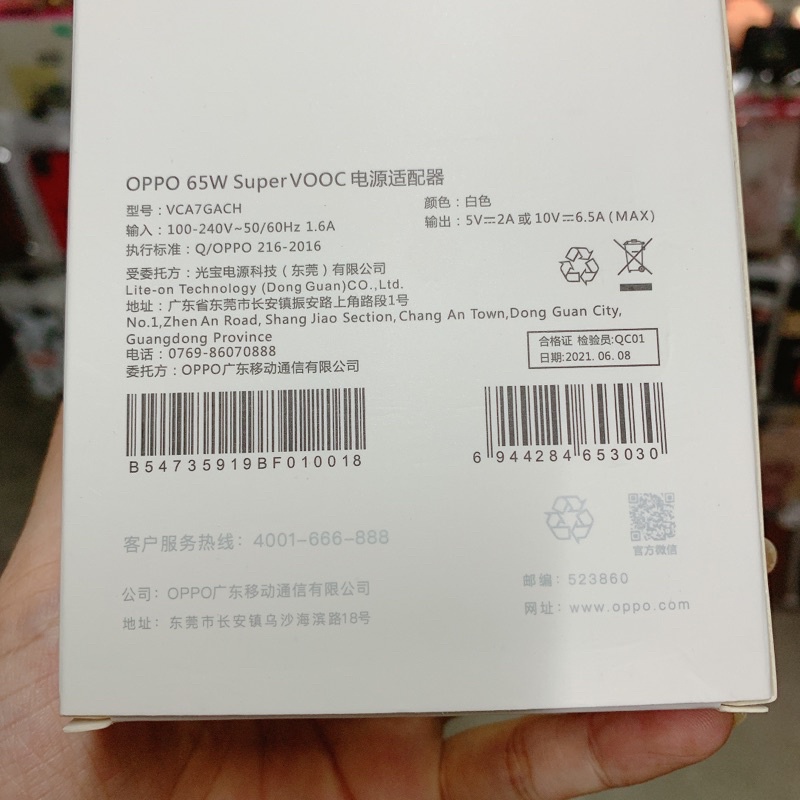 OPPO 65W SuperVOOC 电源适配器
型号：VCA7GACH
颜色：白色
输入：100-240V~50/60Hz 1.6A
输出：5V⎓2A 或 10V⎓6.5A (MAX)
执行标准：Q/OPPO 216-2016
受委托方：光宝电源科技（东莞）有限公司
Lite-on Technology (Dong Guan)CO.,Ltd.
地址：广东省东莞市长安镇振安路上角路段1号
No.1,Zhen An Road, Shang Jiao Section,Chang An Town,Dong Guan City,
Guangdong Province
电话：0769-86070888
委托方：OPPO广东移动通信有限公司
合格证 检验员:QC01
日期:2021. 06. 08
B54735919BF010018
6 944284 653030
客户服务热线：4001-666-888
官方微信
公司：OPPO广东移动通信有限公司
邮编：523860
地址：东莞市长安镇乌沙海滨路18号
网址：www.oppo.com